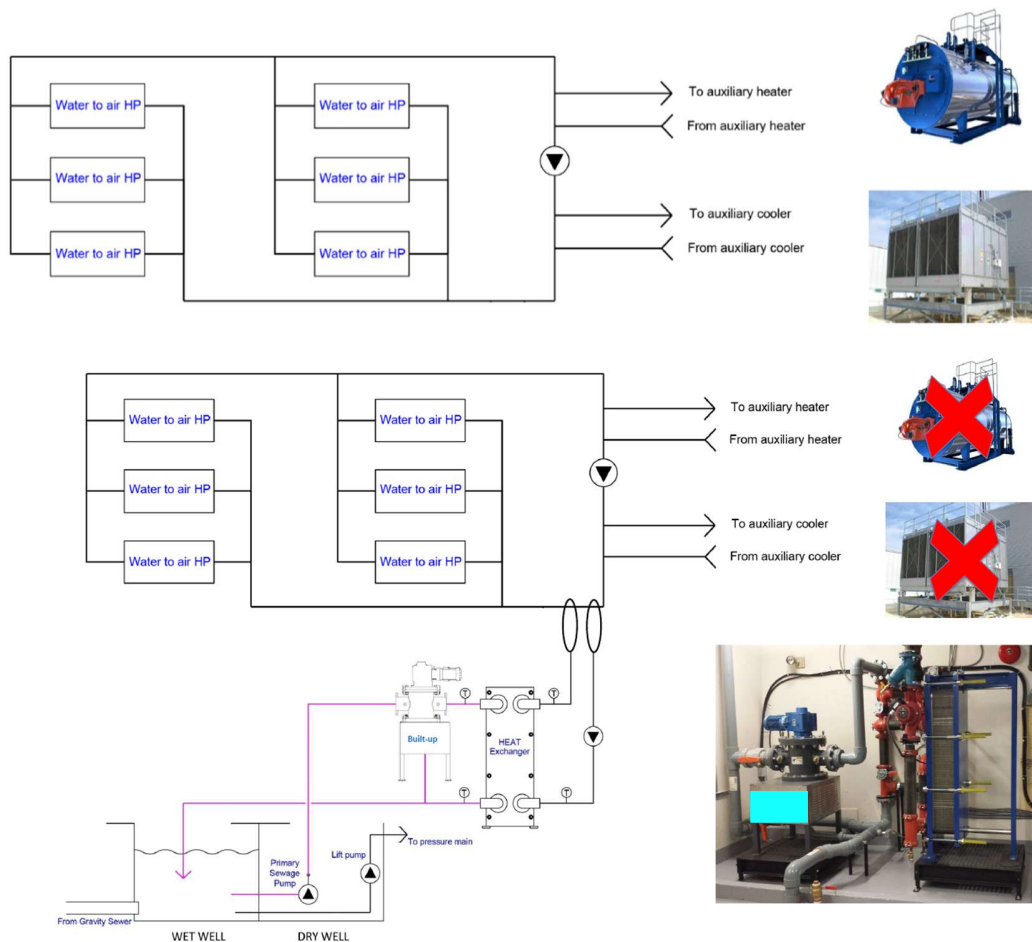 Water to air HP
Water to air HP
To auxiliary heater
From auxiliary heater
Water to air HP
Water to air HP
To auxiliary cooler
Water to air HP
Water to air HP
From auxiliary cooler
To auxiliary heater
Water to air HP
Water to air HP
From auxiliary heater
Water to air HP
Water to air HP
To auxiliary cooler
From auxiliary cooler
Water to air HP
Water to air HP
T
T
Built-up
HEAT
Exchanger
T
T
To pressure main
Lift pump
Primary
Sewage
Pump
From Gravity Sewer
WET WELL
DRY WELL